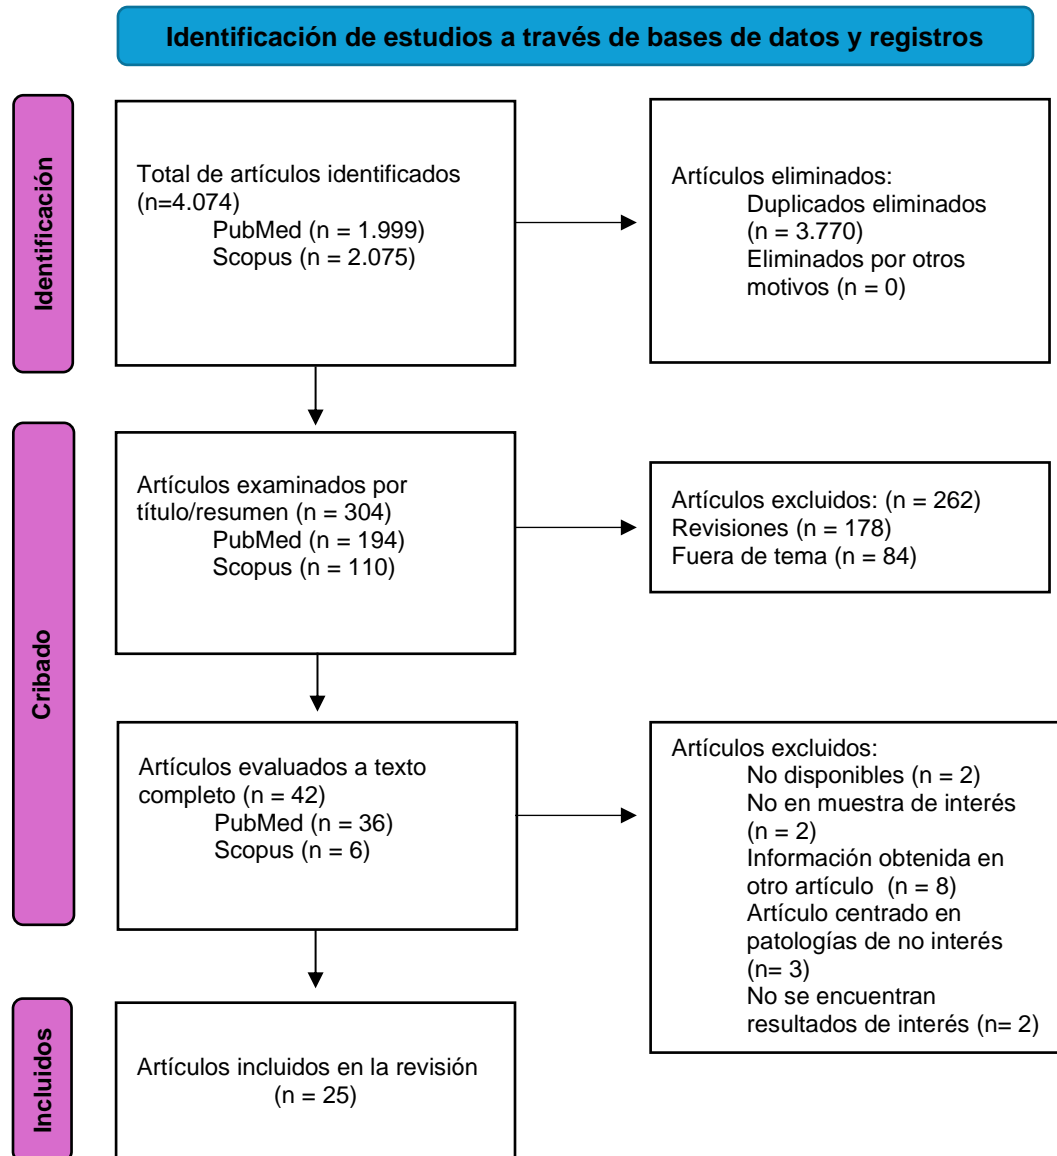 Identificación de estudios a través de bases de datos y registros
Identificación
Total de artículos identificados
(n=4.074)
PubMed (n = 1.999)
Scopus (n = 2.075)
Artículos eliminados:
Duplicados eliminados
(n = 3.770)
Eliminados por otros
motivos (n = 0)
Cribado
Artículos examinados por
título/resumen (n = 304)
PubMed (n = 194)
Scopus (n = 110)
Artículos excluidos: (n = 262)
Revisiones (n = 178)
Fuera de tema (n = 84)
Artículos evaluados a texto
completo (n = 42)
PubMed (n = 36)
Scopus (n = 6)
Artículos excluidos:
No disponibles (n = 2)
No en muestra de interés
(n = 2)
Información obtenida en
otro artículo (n = 8)
Artículo centrado en
patologías de no interés
(n= 3)
No se encuentran
resultados de interés (n= 2)
Incluidos
Artículos incluidos en la revisión
(n = 25)